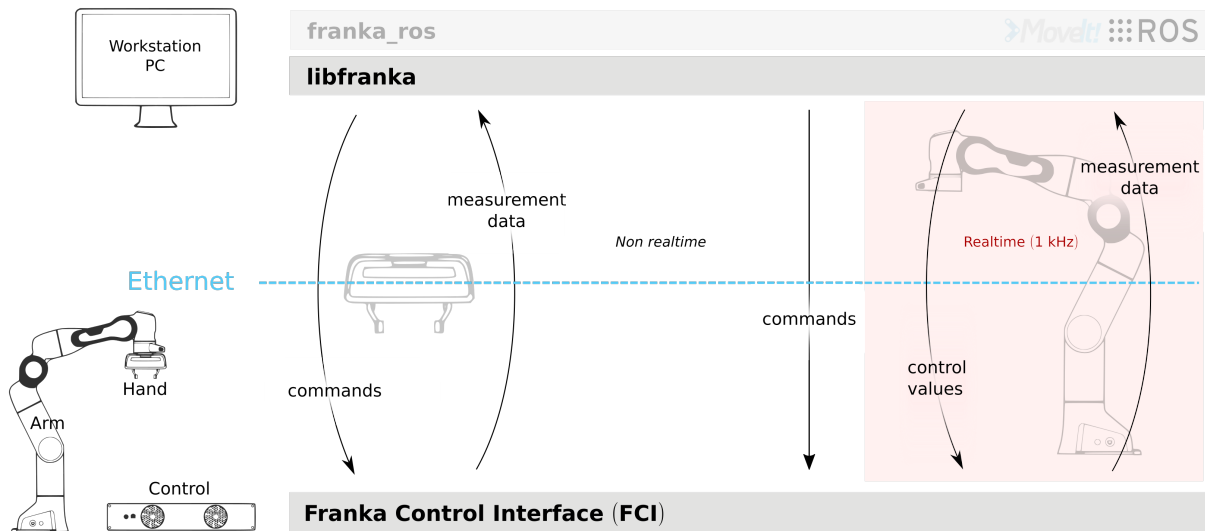 Workstation
PC
franka_ros
MoveIt!
ROS
libfranka
measurement
data
measurement
data
Non realtime
Realtime (1 kHz)
Ethernet
commands
control
values
Hand
commands
Arm
Control
Franka Control Interface (FCI)